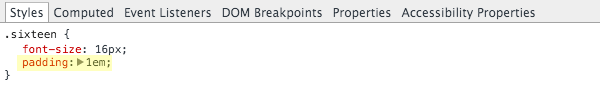 Styles Computed Event Listeners DOM Breakpoints Properties Accessibility Properties
.sixteen {
font-size: 16px;
padding:▶1em;
}